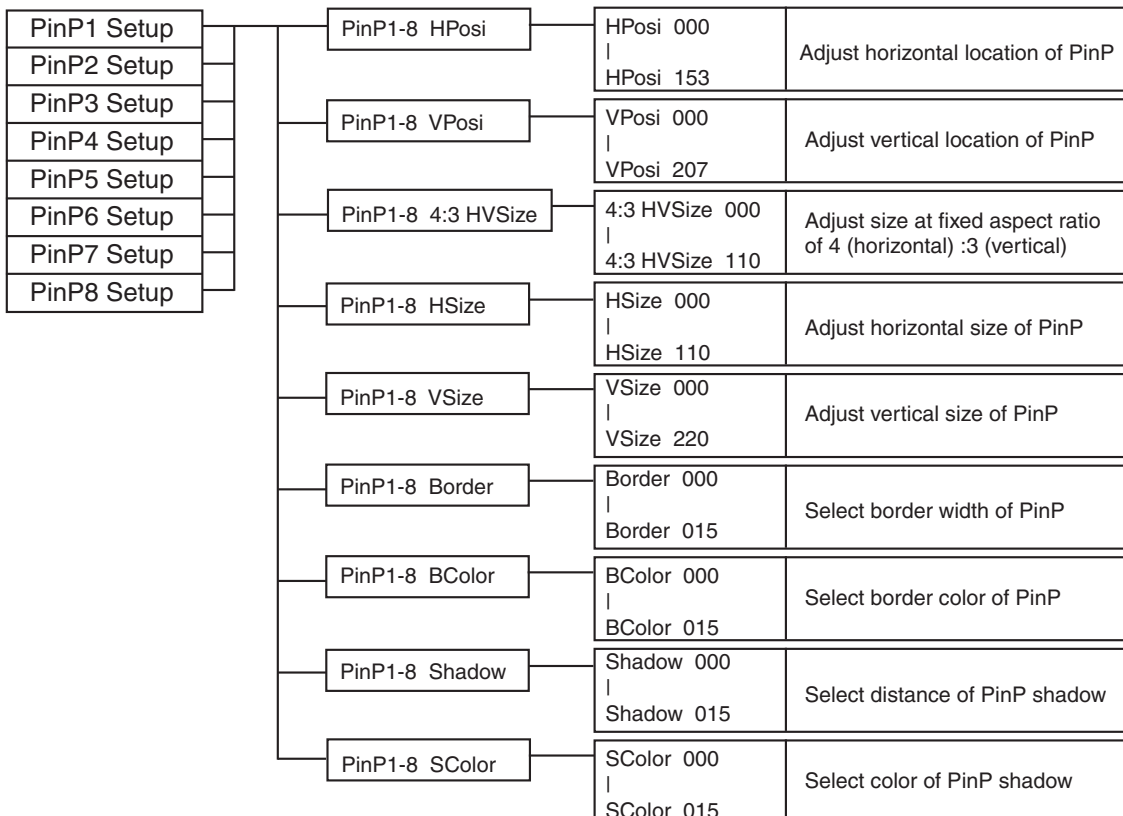 PinP1 Setup
PinP2 Setup
PinP3 Setup
PinP4 Setup
PinP5 Setup
PinP6 Setup
PinP7 Setup
PinP8 Setup
PinP1-8 HPosi
HPosi 000
|
HPosi 153
Adjust horizontal location of PinP
PinP1-8 VPosi
VPosi 000
|
VPosi 207
Adjust vertical location of PinP
PinP1-8 4:3 HVSize
4:3 HVSize 000
|
4:3 HVSize 110
Adjust size at fixed aspect ratio
of 4 (horizontal) :3 (vertical)
PinP1-8 HSize
HSize 000
|
HSize 110
Adjust horizontal size of PinP
PinP1-8 VSize
VSize 000
|
VSize 220
Adjust vertical size of PinP
PinP1-8 Border
Border 000
|
Border 015
Select border width of PinP
PinP1-8 BColor
BColor 000
|
BColor 015
Select border color of PinP
PinP1-8 Shadow
Shadow 000
|
Shadow 015
Select distance of PinP shadow
PinP1-8 SColor
SColor 000
|
SColor 015
Select color of PinP shadow